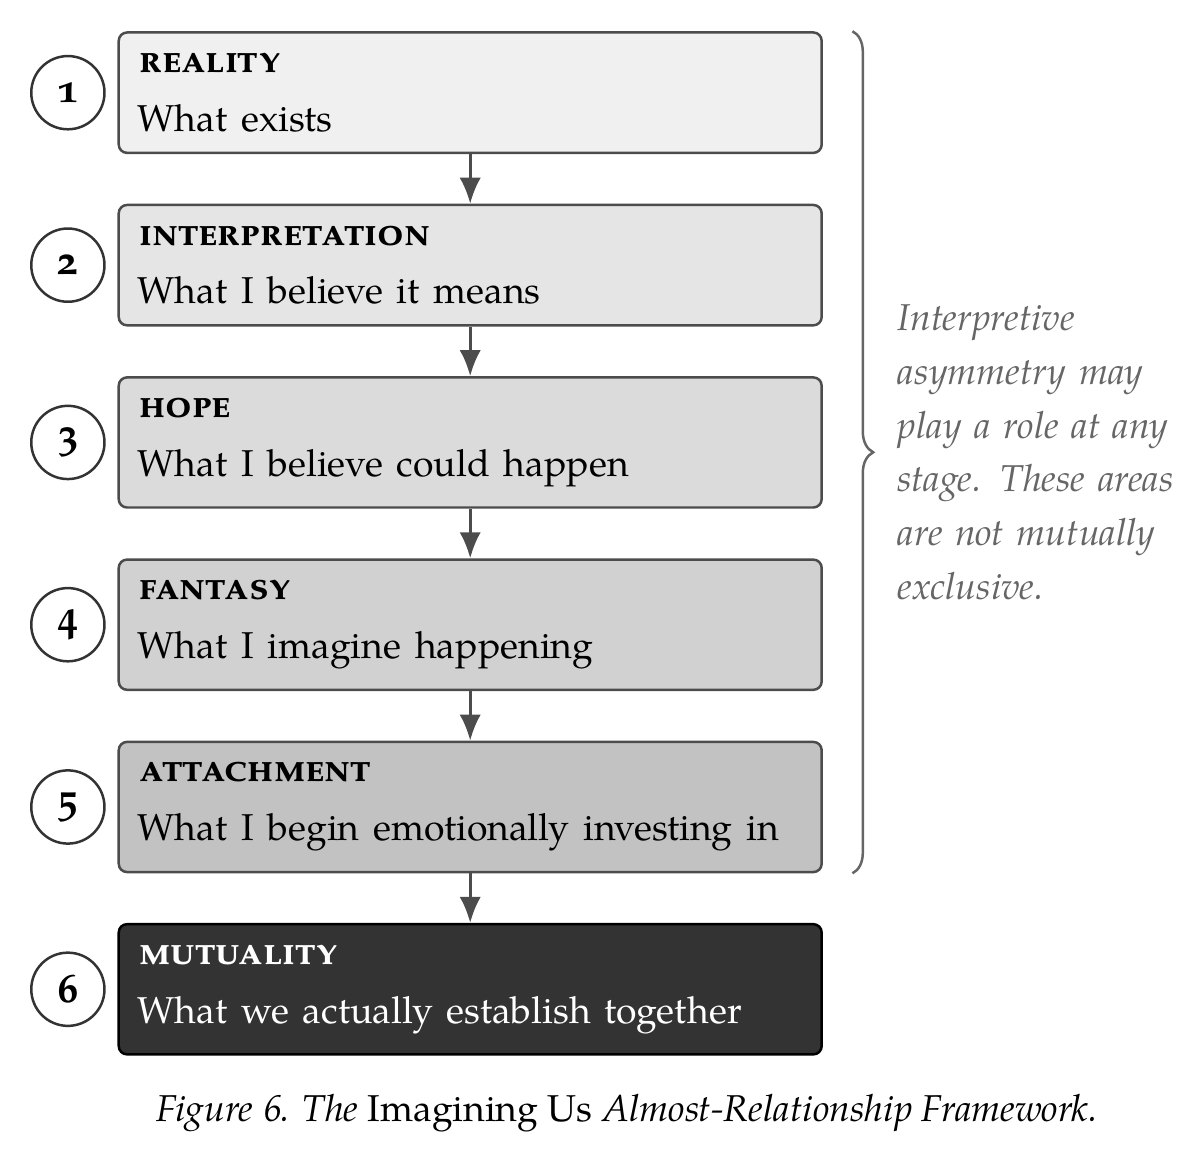 1
REALITY
What exists
2
INTERPRETATION
What I believe it means
3
HOPE
What I believe could happen
4
FANTASY
What I imagine happening
5
ATTACHMENT
What I begin emotionally investing in
6
MUTUALITY
What we actually establish together
Interpretive
asymmetry may
play a role at any
stage. These areas
are not mutually
exclusive.
Figure 6. The Imagining Us Almost-Relationship Framework.